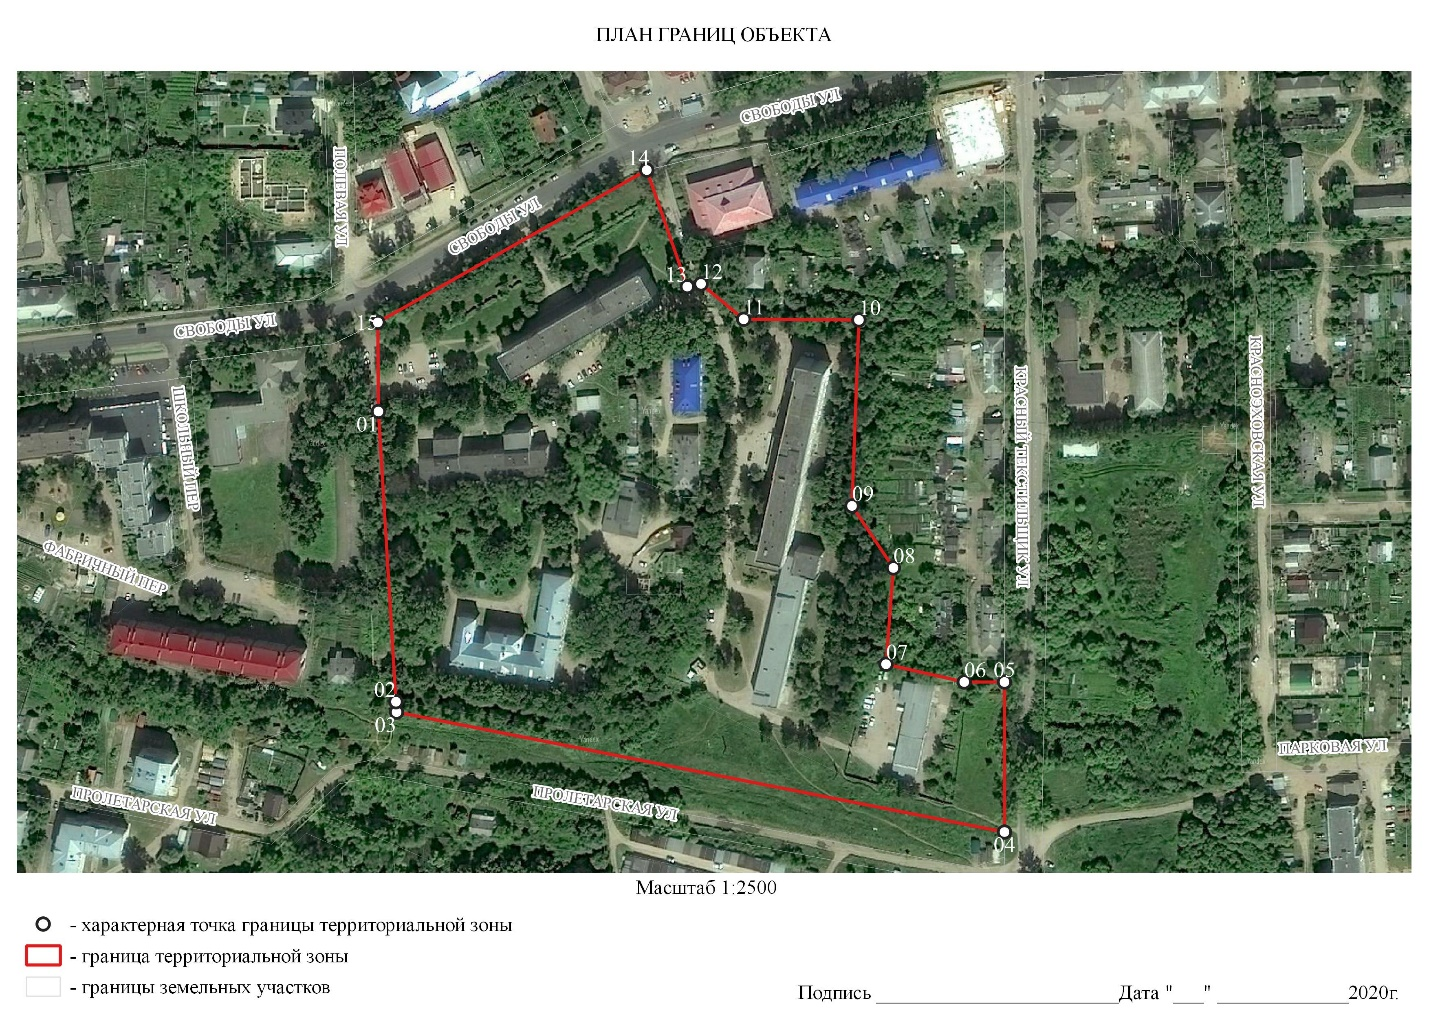 ПЛАН ГРАНИЦ ОБЪЕКТА
СВОБОДЫ УЛ
14
ПОЛЕВАЯ УЛ
СВОБОДЫ УЛ
13
12
15
СВОБОДЫ УЛ
11
10
01
ШКОЛЬНЫЙ ПЕР
КРАСНЫЙ ТЕКСТИЛЬЩИК УЛ
КРАСНОЭХОВСКАЯ УЛ
09
ФАБРИЧНЫЙ ПЕР
08
07
06
05
02
03
ПАРКОВАЯ УЛ
ПРОЛЕТАРСКАЯ УЛ
ПРОЛЕТАРСКАЯ УЛ
04
Масштаб 1:2500
- характерная точка границы территориальной зоны
- граница территориальной зоны
- границы земельных участков
Подпись ________________________Дата "___" _____________2020г.